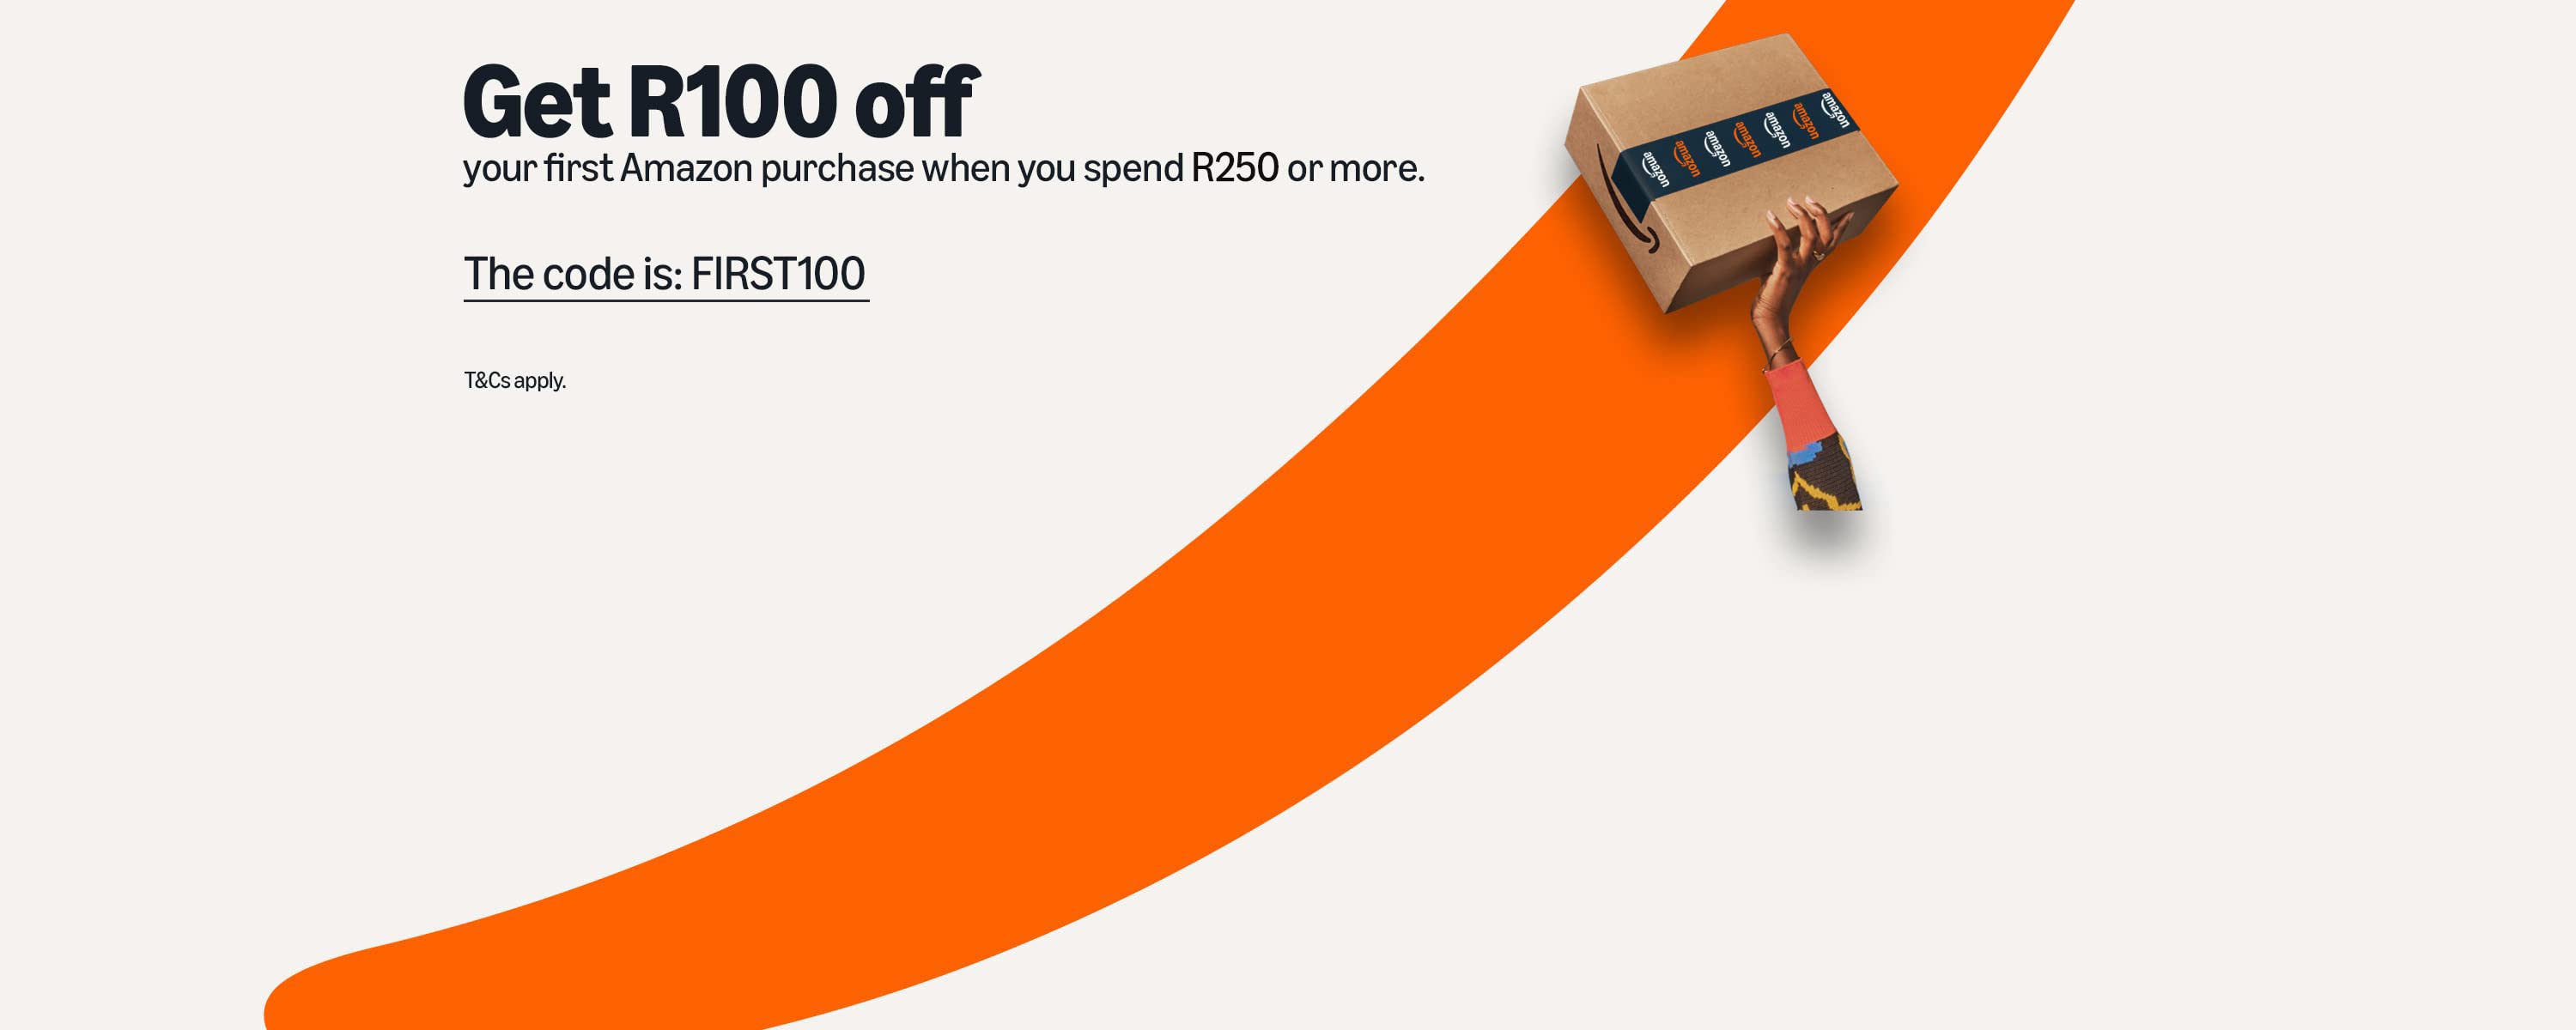 Get R100 off
your first Amazon purchase when you spend R250 or more.
The code is: FIRST100
T&Cs apply.
amazon amazon amazon amazon amazon amazon amazon